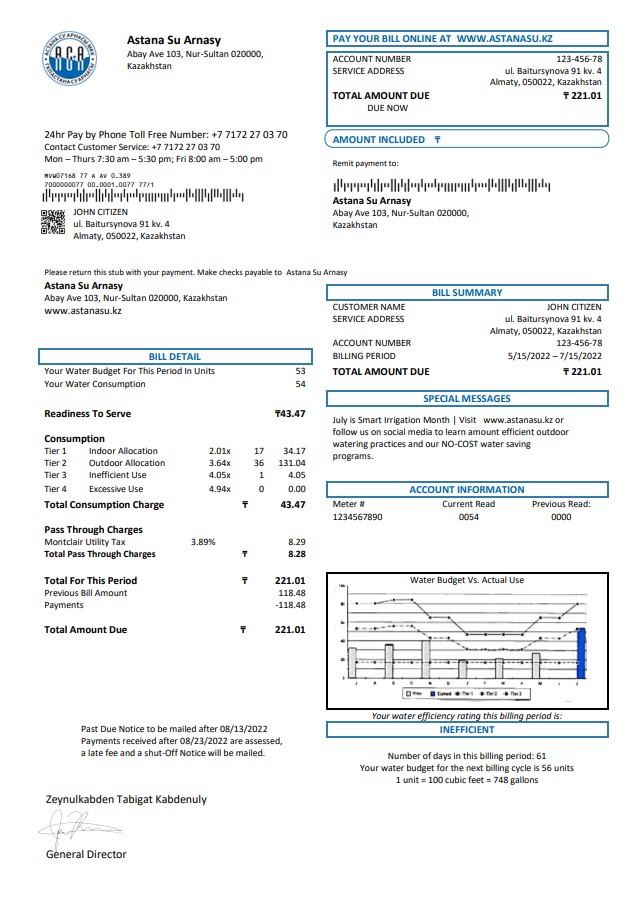 Astana Su Arnasy
Abay Ave 103, Nur-Sultan 020000,
Kazakhstan
PAY YOUR BILL ONLINE AT WWW.ASTANASU.KZ
ACCOUNT NUMBER 123-456-78
SERVICE ADDRESS ul. Baitursynova 91 kv. 4
Almaty, 050022, Kazakhstan
TOTAL AMOUNT DUE ₸ 221.01
DUE NOW
24hr Pay by Phone Toll Free Number: +7 7172 27 03 70
Contact Customer Service: +7 7172 27 03 70
Mon – Thurs 7:30 am – 5:30 pm; Fri 8:00 am – 5:00 pm
AMOUNT INCLUDED ₸
Remit payment to:
MVW07168 77 A AV 0.389
7000000077 00.0001.0077 77/1
JOHN CITIZEN
ul. Baitursynova 91 kv. 4
Almaty, 050022, Kazakhstan
Astana Su Arnasy
Abay Ave 103, Nur-Sultan 020000,
Kazakhstan
Please return this stub with your payment. Make checks payable to Astana Su Arnasy
Astana Su Arnasy
Abay Ave 103, Nur-Sultan 020000, Kazakhstan
www.astanasu.kz
BILL SUMMARY
CUSTOMER NAME JOHN CITIZEN
SERVICE ADDRESS ul. Baitursynova 91 kv. 4
Almaty, 050022, Kazakhstan
ACCOUNT NUMBER 123-456-78
BILLING PERIOD 5/15/2022 – 7/15/2022
TOTAL AMOUNT DUE ₸ 221.01
BILL DETAIL
Your Water Budget For This Period In Units 53
Your Water Consumption 54
Readiness To Serve ₸43.47
Consumption
Tier 1 Indoor Allocation 2.01x 17 34.17
Tier 2 Outdoor Allocation 3.64x 36 131.04
Tier 3 Inefficient Use 4.05x 1 4.05
Tier 4 Excessive Use 4.94x 0 0.00
Total Consumption Charge ₸ 43.47
Pass Through Charges
Montclair Utility Tax 3.89% 8.29
Total Pass Through Charges ₸ 8.28
Total For This Period ₸ 221.01
Previous Bill Amount 118.48
Payments -118.48
Total Amount Due ₸ 221.01
SPECIAL MESSAGES
July is Smart Irrigation Month | Visit www.astanasu.kz or
follow us on social media to learn amount efficient outdoor
watering practices and our NO-COST water saving
programs.
ACCOUNT INFORMATION
Meter # Current Read Previous Read:
1234567890 0054 0000
Water Budget Vs. Actual Use
Your water efficiency rating this billing period is:
INEFFICIENT
Number of days in this billing period: 61
Your water budget for the next billing cycle is 56 units
1 unit = 100 cubic feet = 748 gallons
Past Due Notice to be mailed after 08/13/2022
Payments received after 08/23/2022 are assessed,
a late fee and a shut-Off Notice will be mailed.
Zeynulkabden Tabigat Kabdenuly
General Director